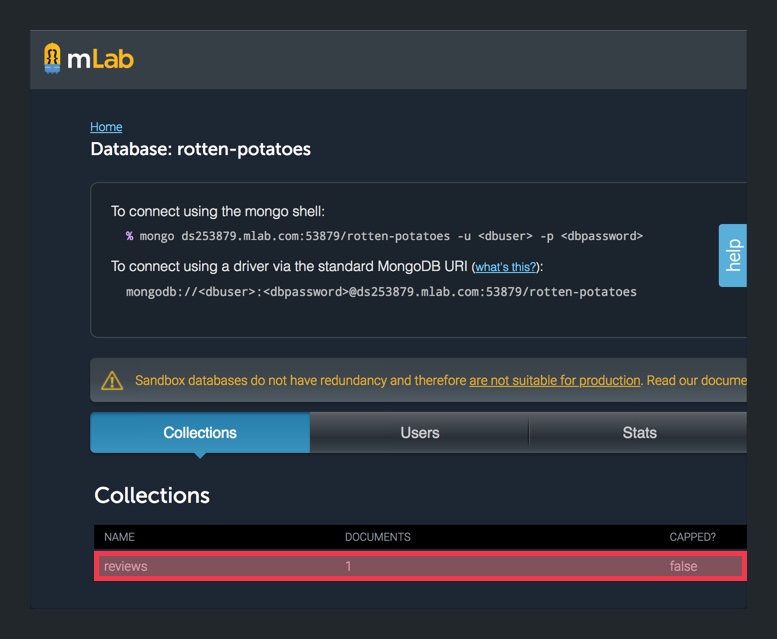 mLab
Home
Database: rotten-potatoes
To connect using the mongo shell:
% mongo ds253879.mlab.com:53879/rotten-potatoes -u <dbuser> -p <dbpassword>
help
To connect using a driver via the standard MongoDB URI (what's this?):
mongodb://<dbuser>:<dbpassword>@ds253879.mlab.com:53879/rotten-potatoes
Sandbox databases do not have redundancy and therefore are not suitable for production. Read our docume
Collections Users Stats
Collections
NAME DOCUMENTS CAPPED?
reviews 1 false